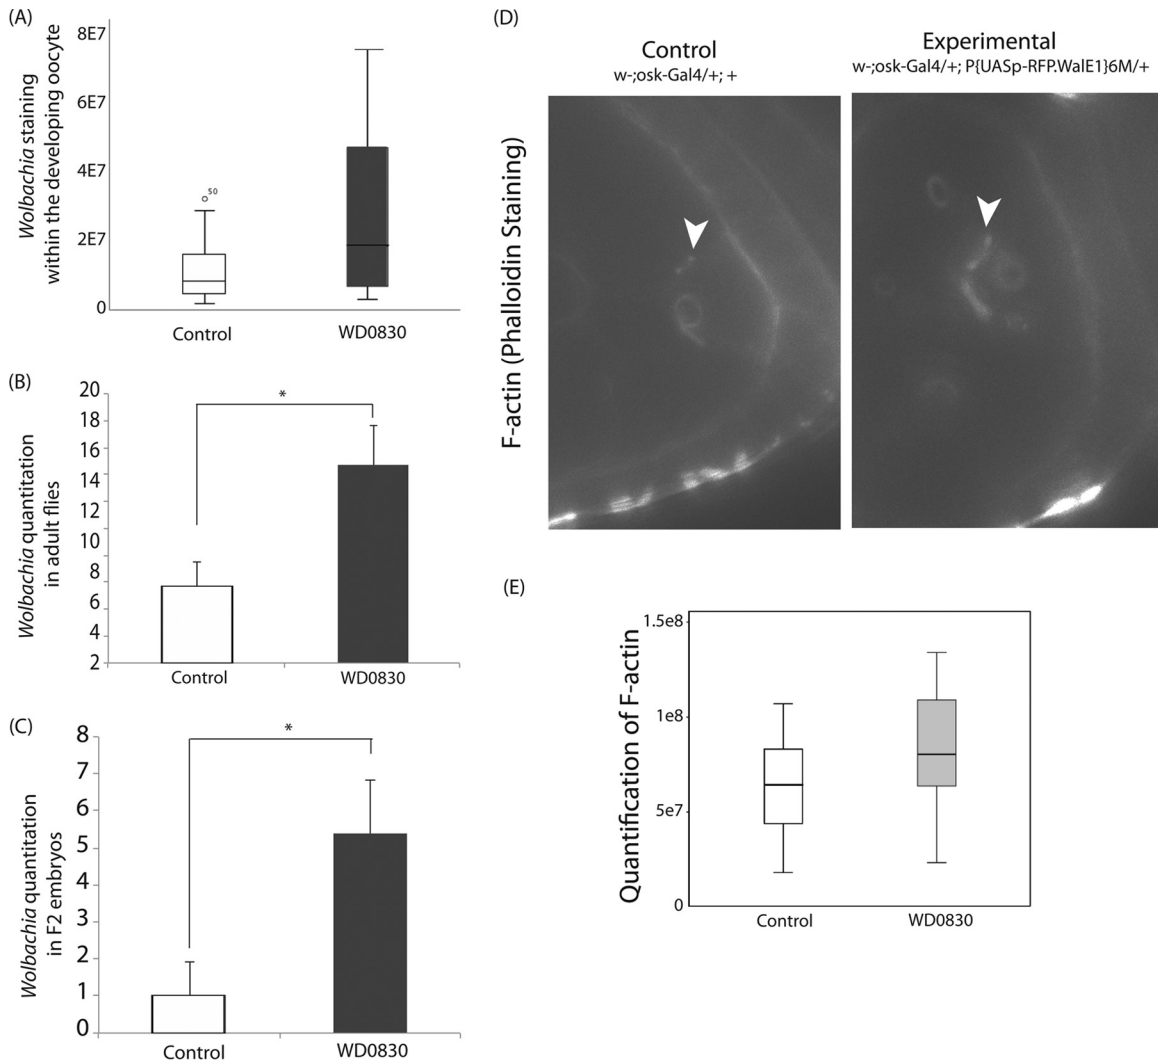 (A)
Wolbachia staining
within the developing oocyte
8E7
6E7
4E7
2E7
0
50
Control
WD0830
(B)
Wolbachia quantitation
in adult flies
20
18
16
14
12
10
8
6
4
2
*
Control
WD0830
(C)
Wolbachia quantitation
in F2 embryos
8
7
6
5
4
3
2
1
0
*
Control
WD0830
(D)
Control
w-;osk-Gal4/+; +
Experimental
w-;osk-Gal4/+; P{UASp-RFP.WalE1}6M/+
F-actin (Phalloidin Staining)
(E)
Quantification of F-actin
1.5e8
1e8
5e7
0
Control
WD0830